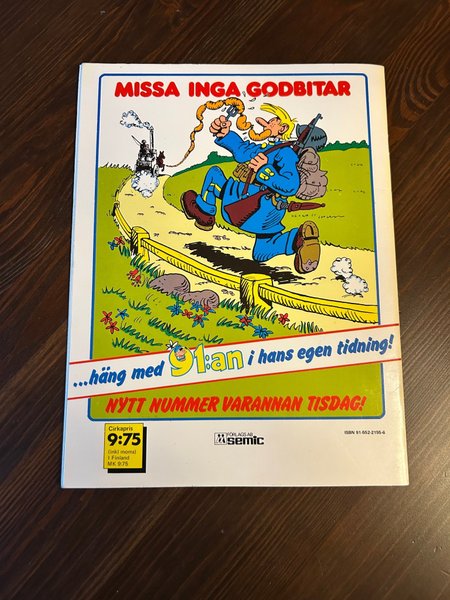 MISSA INGA GODBITAR
...häng med 91:an i hans egen tidning!
NYTT NUMMER VARANNAN TISDAG!
Cirkapris
9:75
(inkl moms)
I Finland
MK 9:75
FÖRLAGS AB
semic
ISBN 91-552-2155-6